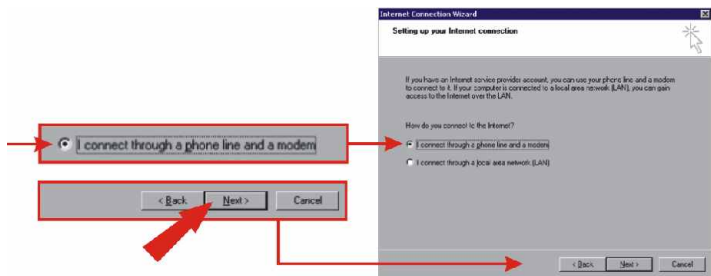 I connect through a phone line and a modem
< Back Next > Cancel
Internet Connection Wizard
Setting up your Internet connection
If you have an Internet service provider account, you can use your phone line and a modem
to connect to it. If your computer is connected to a local area network (LAN), you can gain
access to the Internet over the LAN.
How do you connect to the Internet?
I connect through a phone line and a modem
I connect through a local area network (LAN)
< Back Next > Cancel